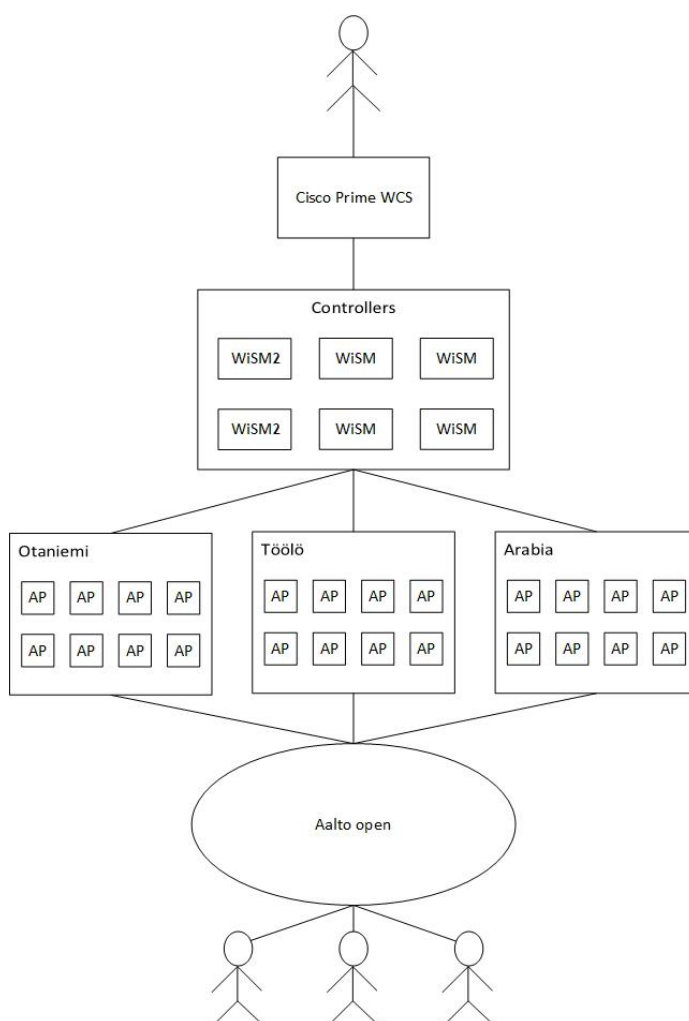 Cisco Prime WCS
Controllers
WiSM2 WiSM WiSM
WiSM2 WiSM WiSM
Otaniemi
AP AP AP AP
AP AP AP AP
Töölö
AP AP AP AP
AP AP AP AP
Arabia
AP AP AP AP
AP AP AP AP
Aalto open